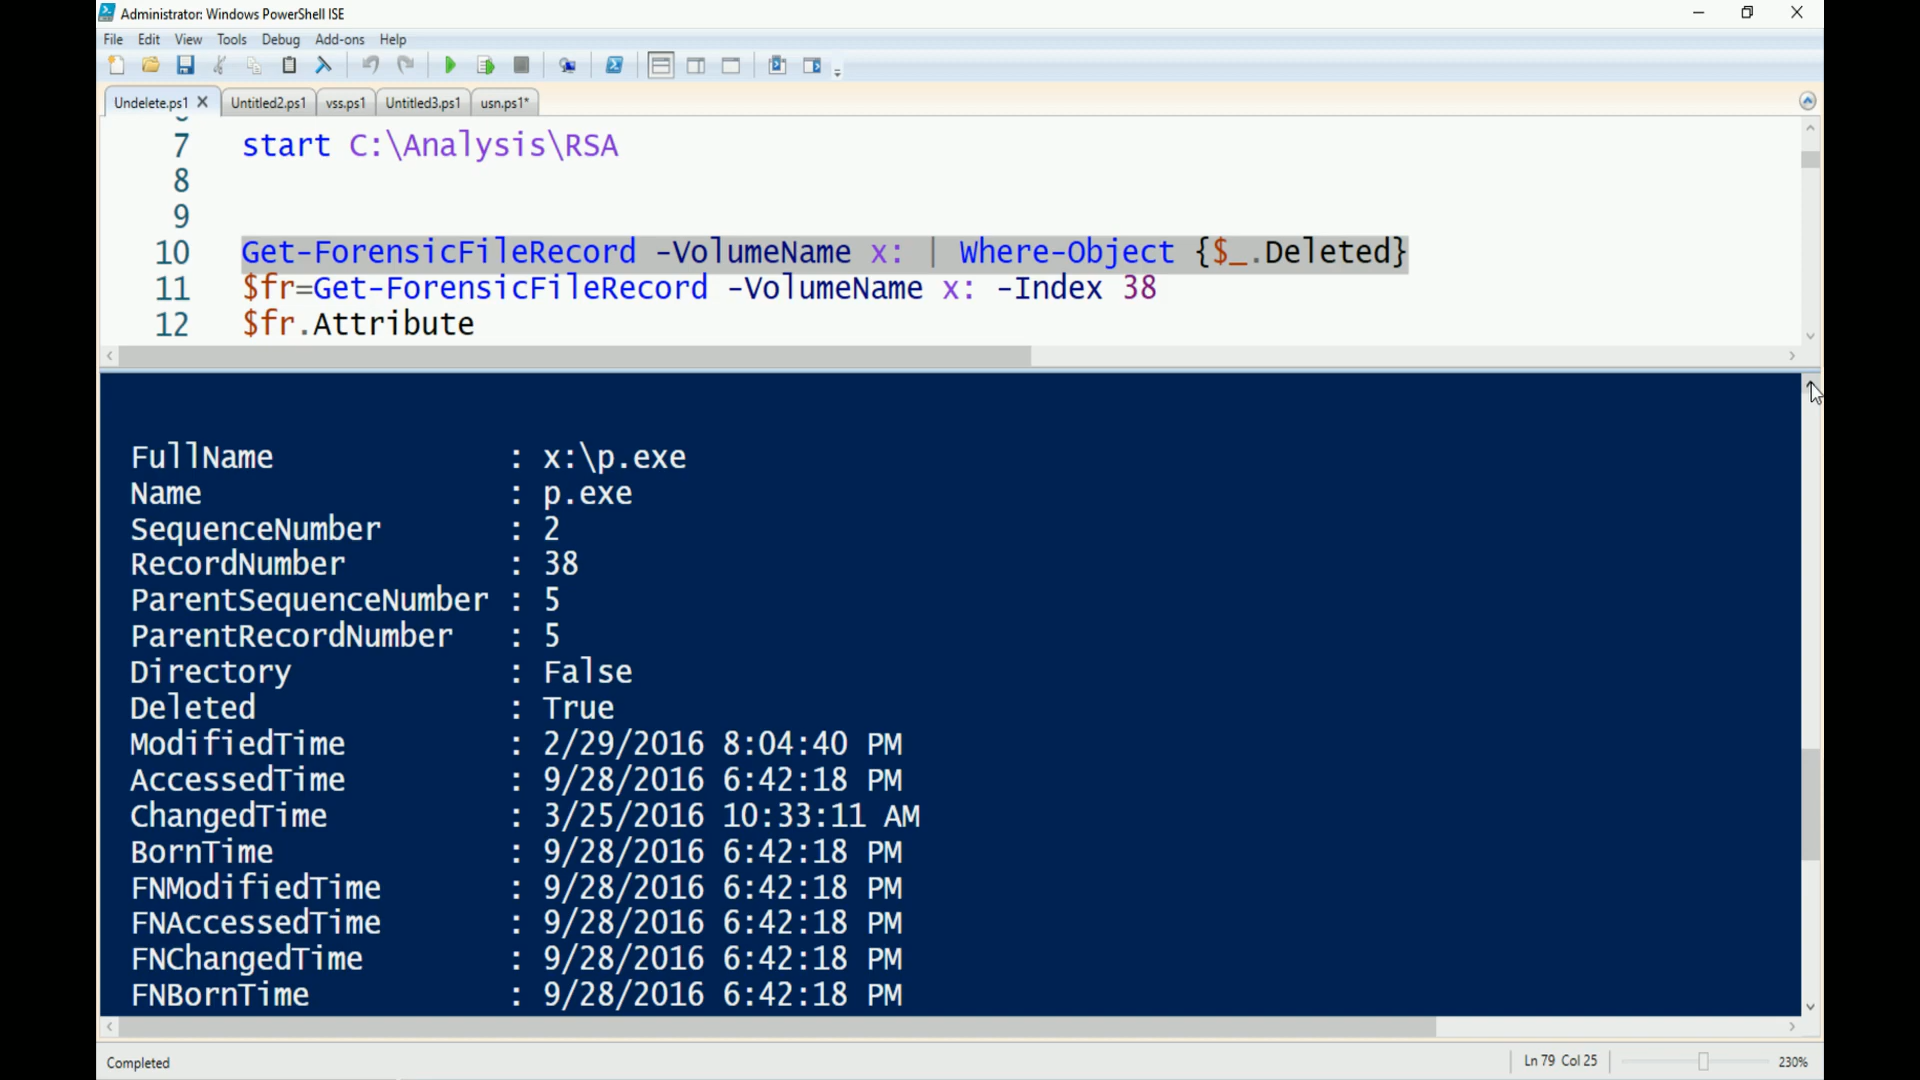 Administrator: Windows PowerShell ISE
File Edit View Tools Debug Add-ons Help
Undelete.ps1 Untitled2.ps1 vss.ps1 Untitled3.ps1 usn.ps1*
7 start C:\Analysis\RSA
8
9
10 Get-ForensicFileRecord -VolumeName x: | Where-Object {$_.Deleted}
11 $fr=Get-ForensicFileRecord -VolumeName x: -Index 38
12 $fr.Attribute
FullName : x:\p.exe
Name : p.exe
SequenceNumber : 2
RecordNumber : 38
ParentSequenceNumber : 5
ParentRecordNumber : 5
Directory : False
Deleted : True
ModifiedTime : 2/29/2016 8:04:40 PM
AccessedTime : 9/28/2016 6:42:18 PM
ChangedTime : 3/25/2016 10:33:11 AM
BornTime : 9/28/2016 6:42:18 PM
FNModifiedTime : 9/28/2016 6:42:18 PM
FNAccessedTime : 9/28/2016 6:42:18 PM
FNChangedTime : 9/28/2016 6:42:18 PM
FNBornTime : 9/28/2016 6:42:18 PM
Completed Ln 79 Col 25 230%